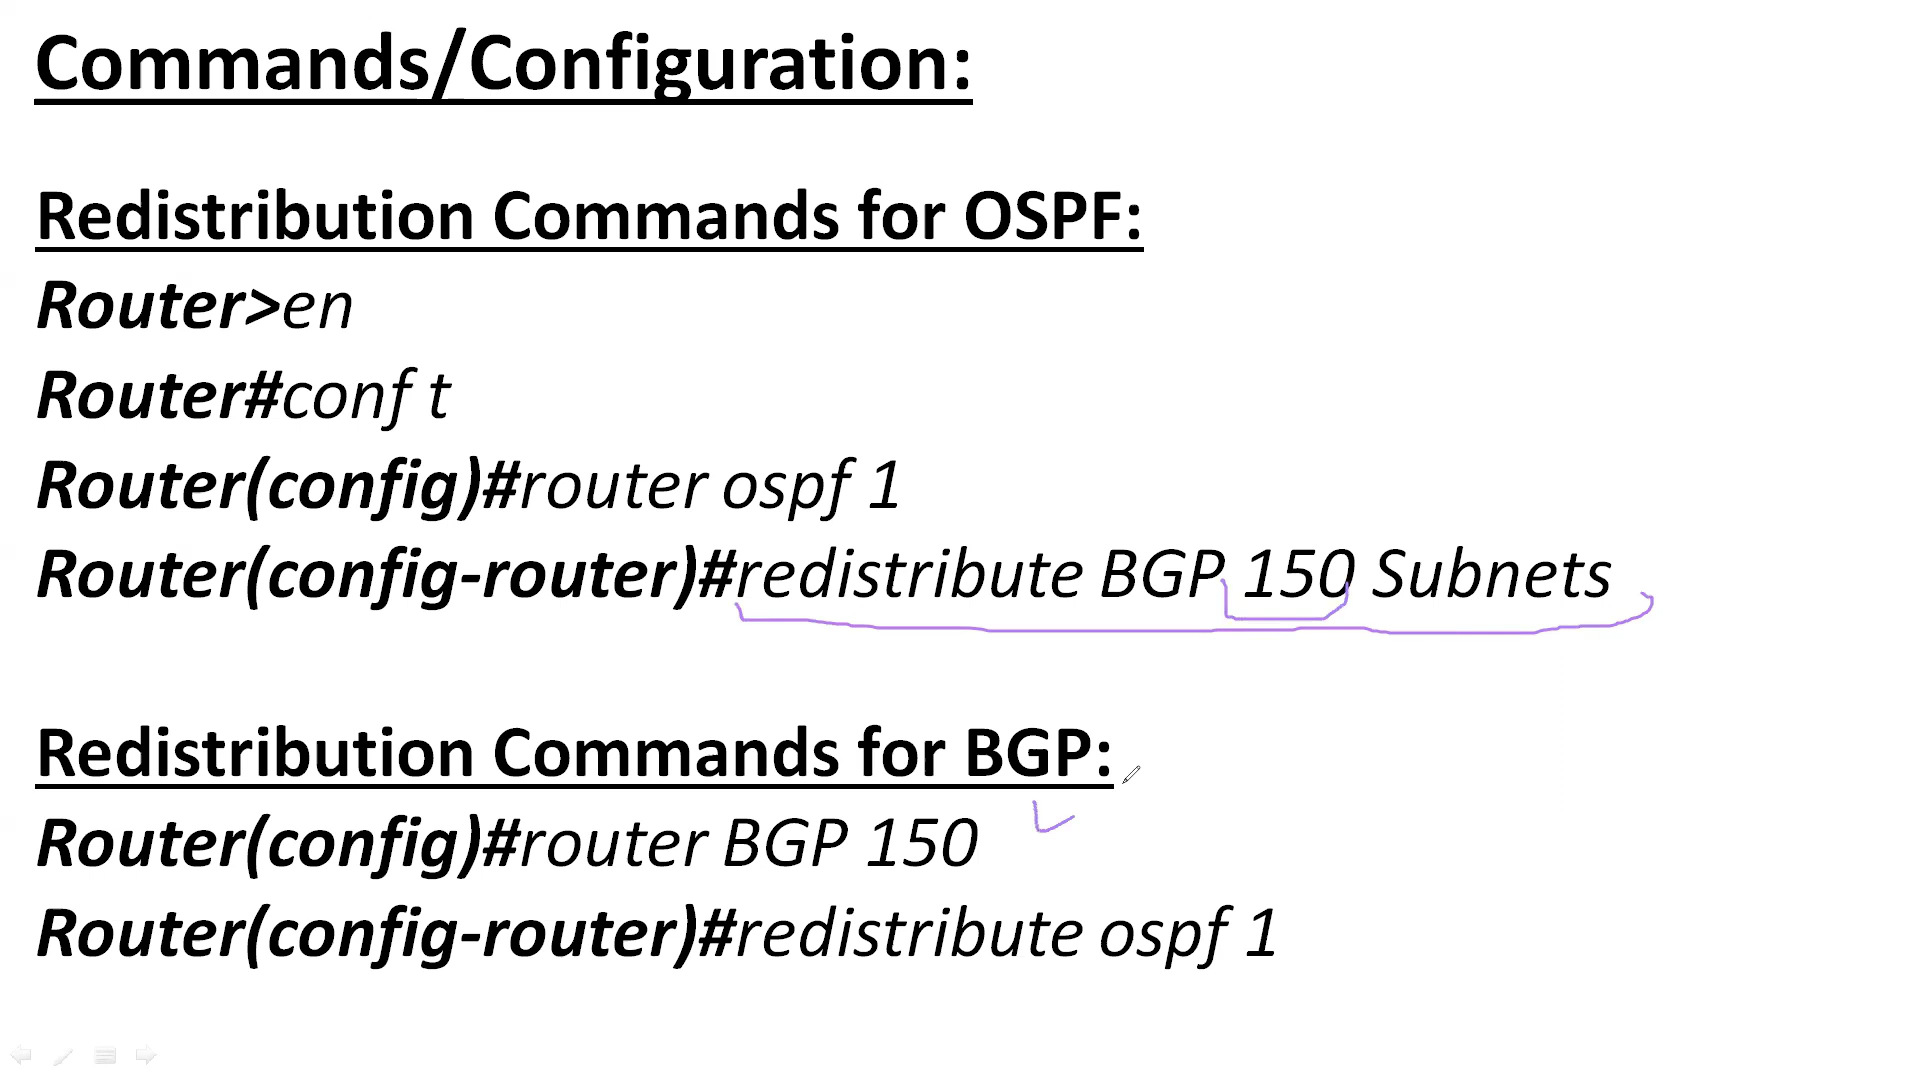 Commands/Configuration:
Redistribution Commands for OSPF:
Router>en
Router#conf t
Router(config)#router ospf 1
Router(config-router)#redistribute BGP 150 Subnets
Redistribution Commands for BGP:
Router(config)#router BGP 150
Router(config-router)#redistribute ospf 1